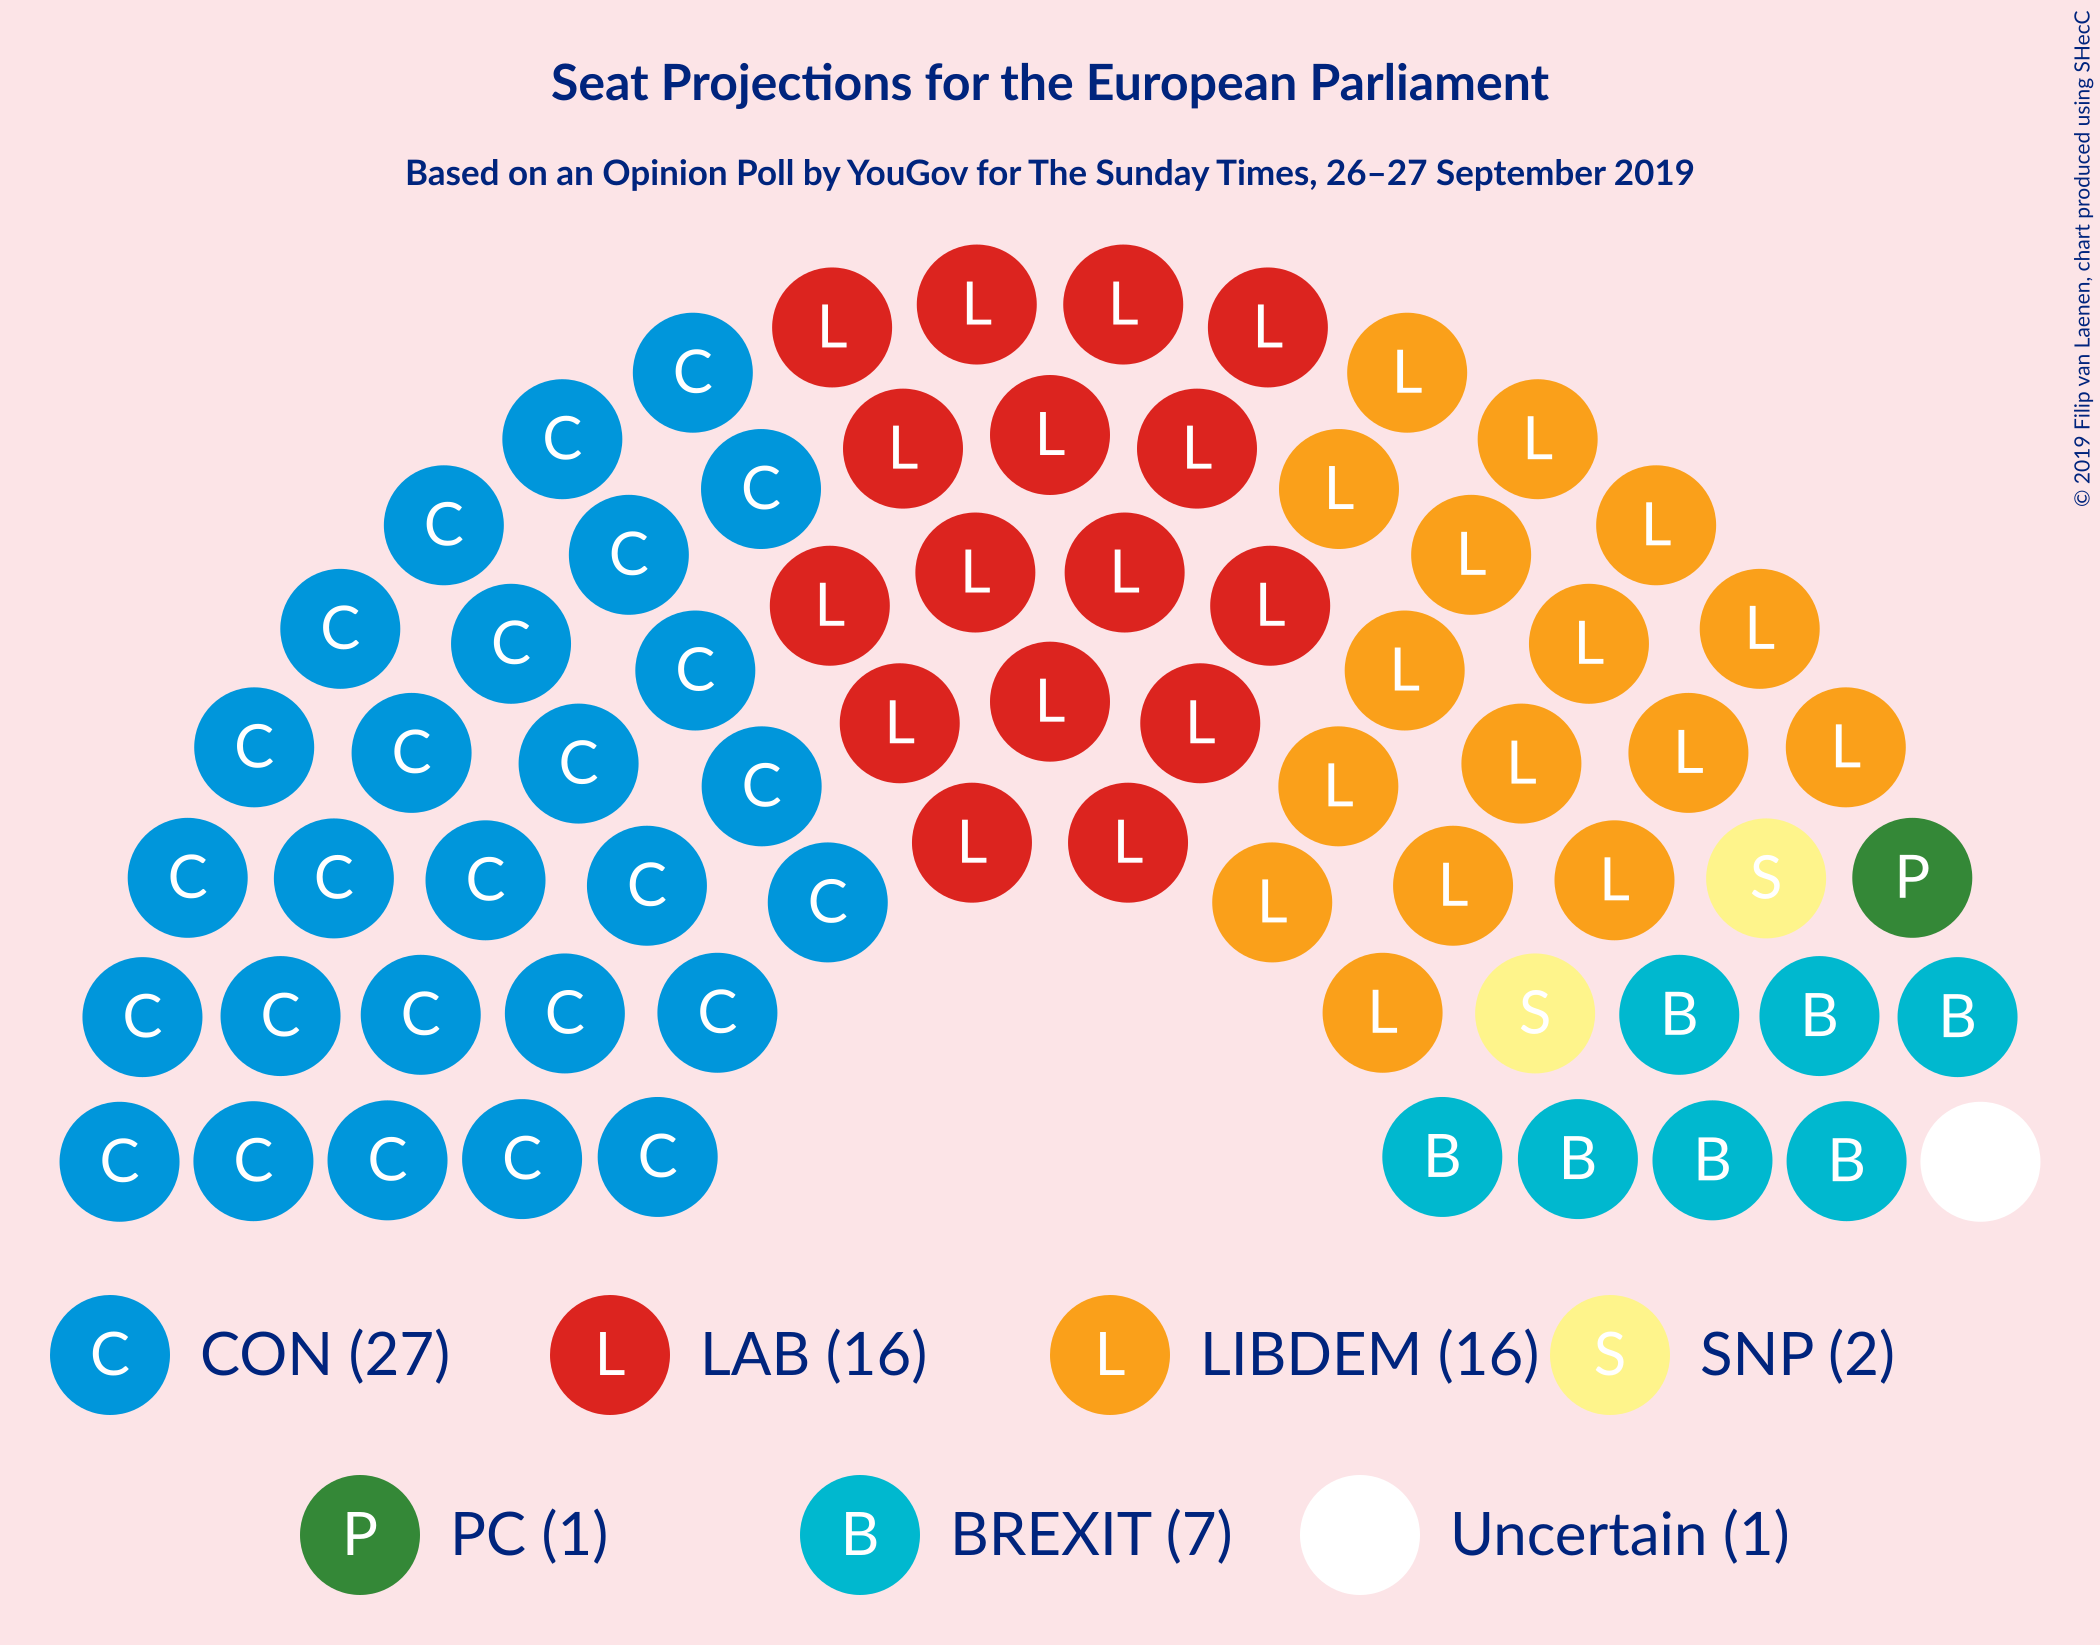 © 2019 Filip van Laenen, chart produced using SHecC
Seat Projections for the European Parliament
Based on an Opinion Poll by YouGov for The Sunday Times, 26–27 September 2019
L L L L
C L
C L L L L
C C L L
C L L L L L
C C C L L L
L L L
C C C C L L L L
L L
C C C C C L L L S P
C C C C C L S B B B
C C C C C B B B B
C CON (27) L LAB (16) L LIBDEM (16) S SNP (2)
P PC (1) B BREXIT (7) Uncertain (1)